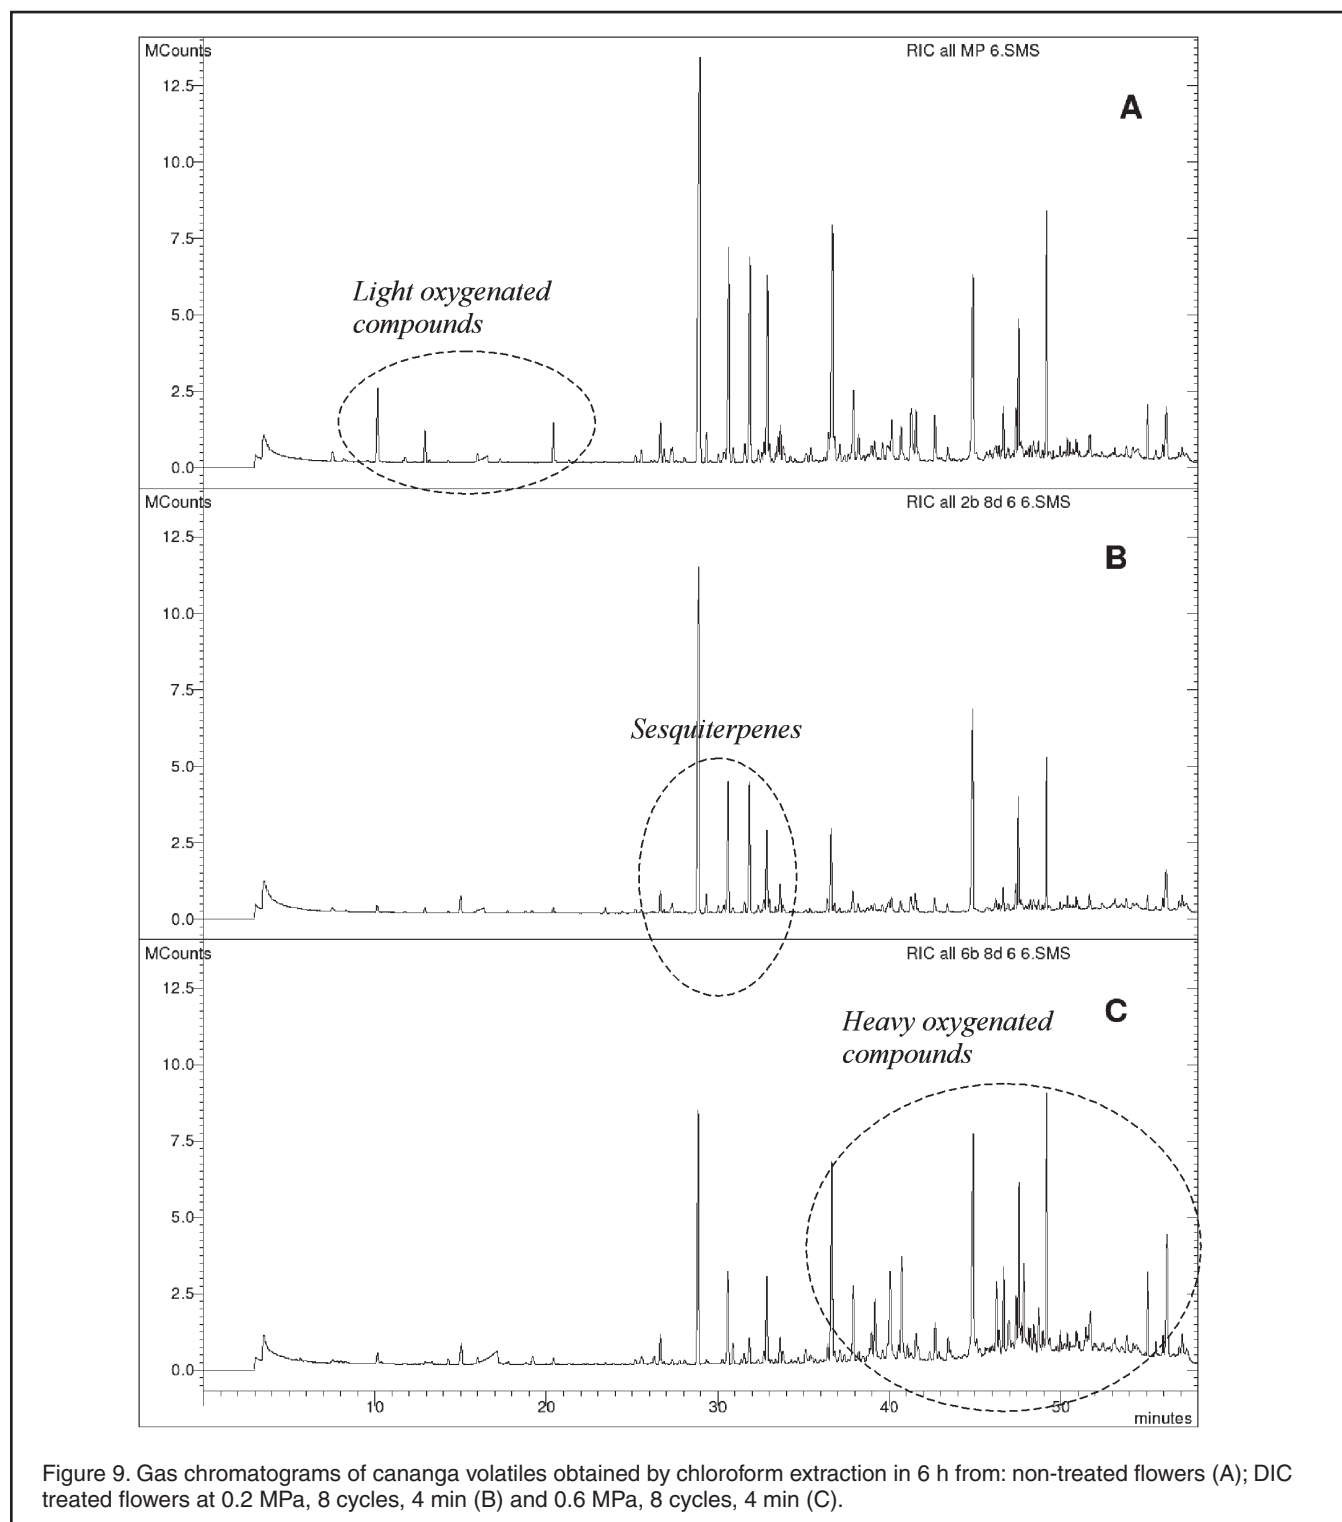 MCounts
RIC all MP 6.SMS
A
12.5
10.0
7.5
5.0
2.5
0.0
Light oxygenated
compounds
MCounts
RIC all 2b 8d 6 6.SMS
B
12.5
10.0
7.5
5.0
2.5
0.0
Sesquiterpenes
MCounts
RIC all 6b 8d 6 6.SMS
C
12.5
10.0
7.5
5.0
2.5
0.0
Heavy oxygenated
compounds
10
20
30
40
50
minutes
Figure 9. Gas chromatograms of cananga volatiles obtained by chloroform extraction in 6 h from: non-treated flowers (A); DIC
treated flowers at 0.2 MPa, 8 cycles, 4 min (B) and 0.6 MPa, 8 cycles, 4 min (C).